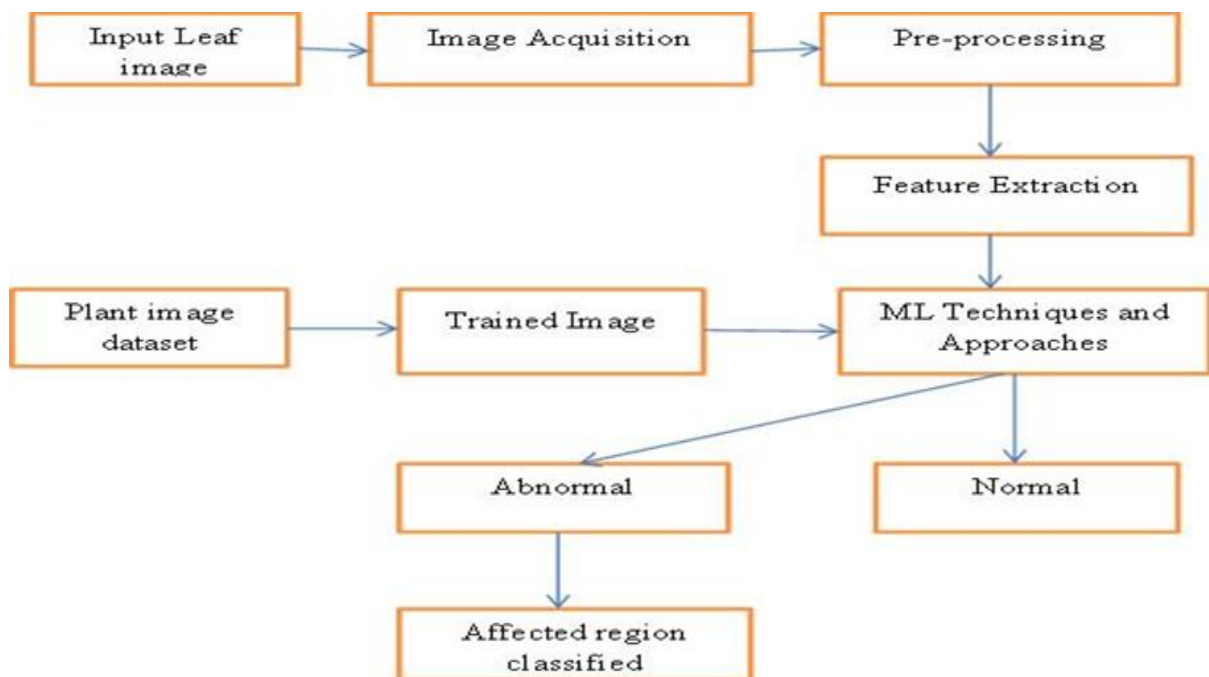 Input Leaf
image
Image Acquisition
Pre-processing
Feature Extraction
Plant image
dataset
Trained Image
ML Techniques and
Approaches
Abnormal
Normal
Affected region
classified